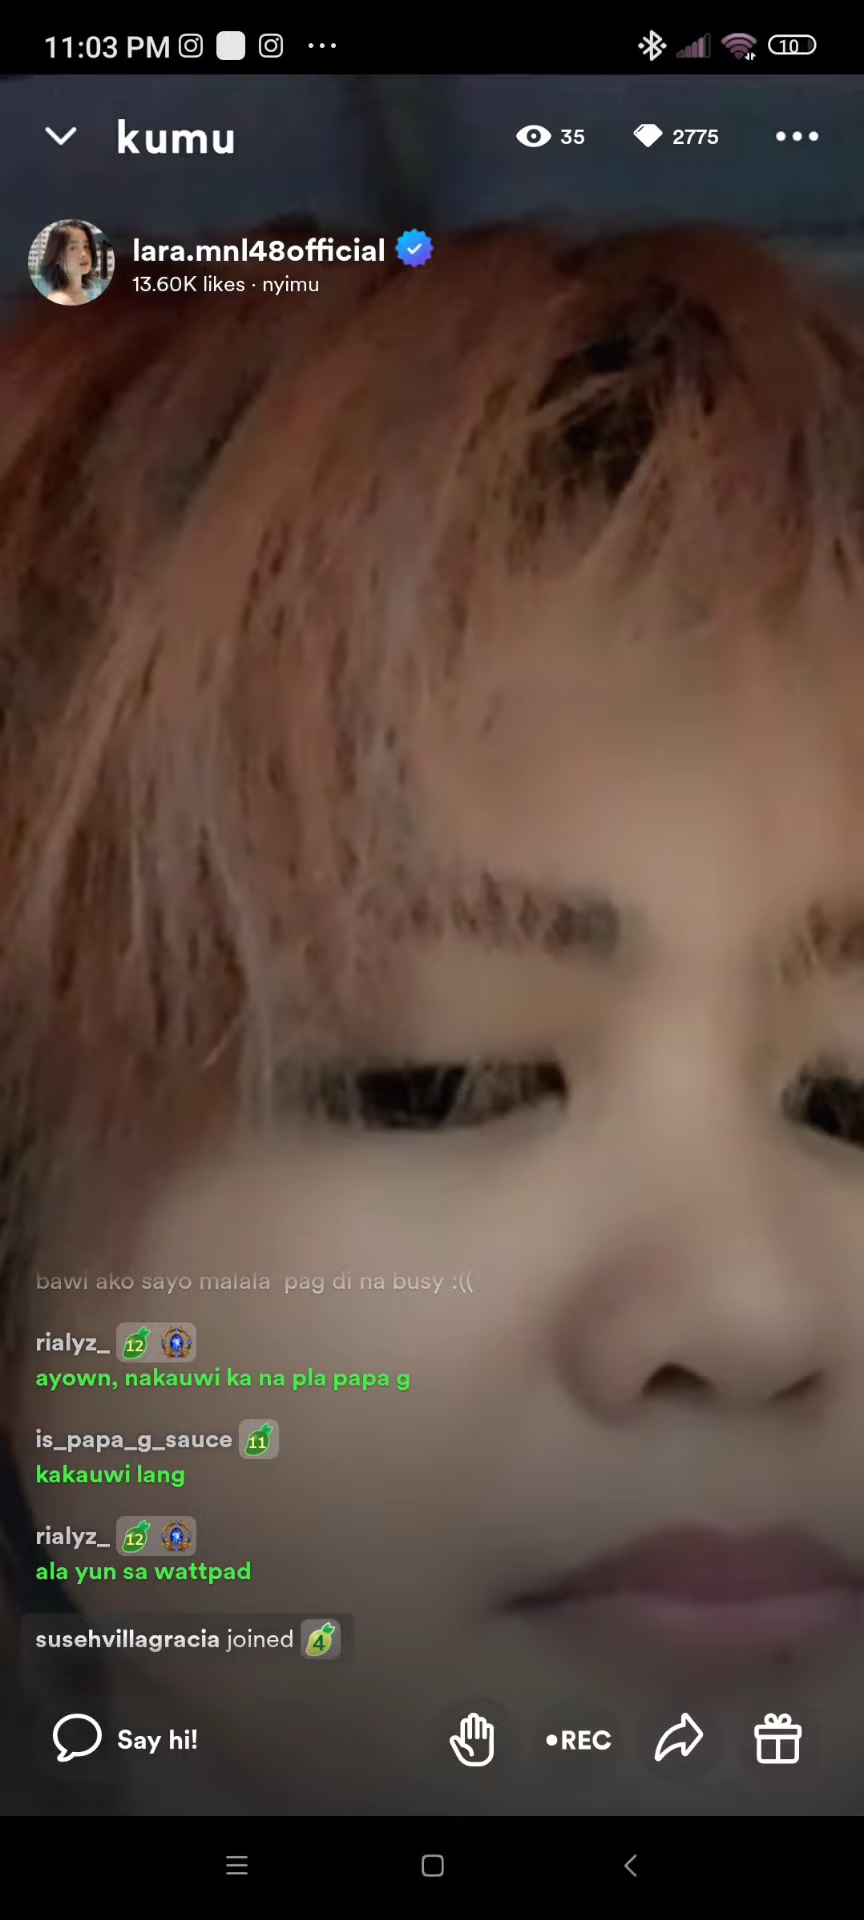 11:03 PM
10
kumu
35
2775
lara.mnl48official
13.60K likes · nyimu
bawi ako sayo malala pag di na busy :((
rialyz_ 12
ayown, nakauwi ka na pla papa g
is_papa_g_sauce 11
kakauwi lang
rialyz_ 12
ala yun sa wattpad
susehvillagracia joined 4
Say hi!
•REC